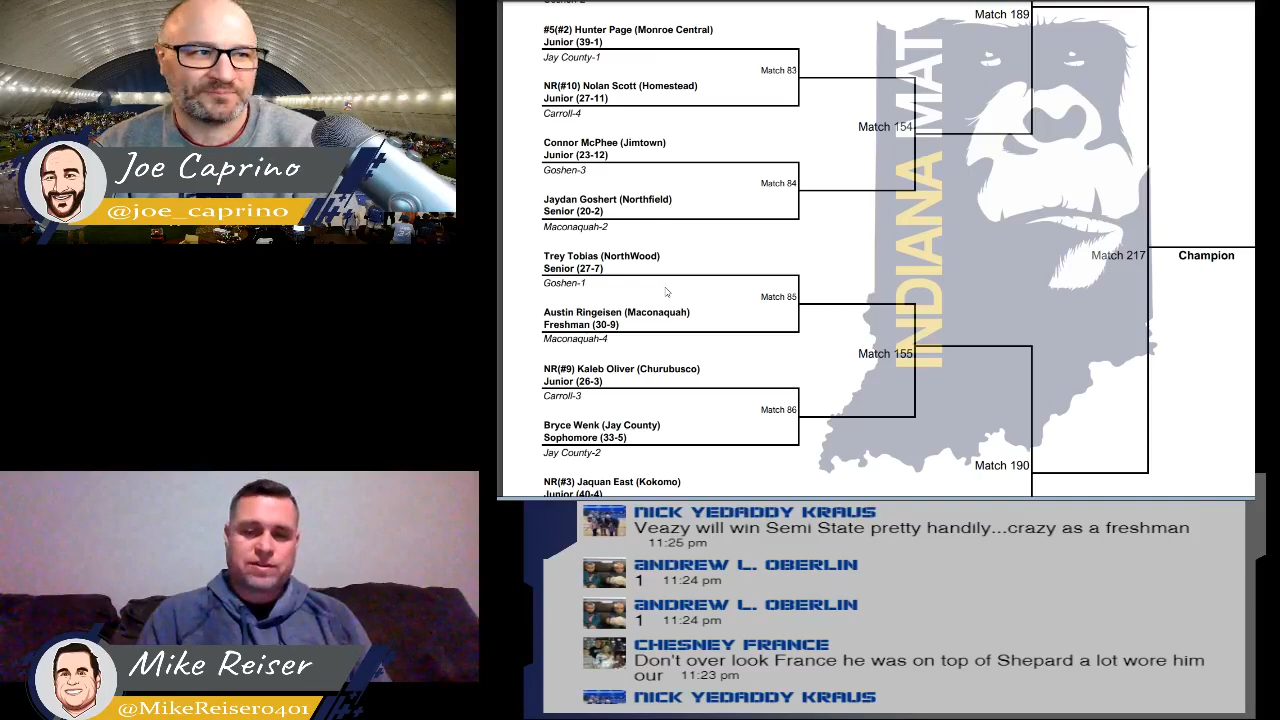 Joe Caprino
@joe_caprino
#5(#2) Hunter Page (Monroe Central)
Junior (39-1)
Jay County-1
NR(#10) Nolan Scott (Homestead)
Junior (27-11)
Carroll-4
Connor McPhee (Jimtown)
Junior (23-12)
Goshen-3
Jaydan Goshert (Northfield)
Senior (20-2)
Maconaquah-2
Trey Tobias (NorthWood)
Senior (27-7)
Goshen-1
Austin Ringeisen (Maconaquah)
Freshman (30-9)
Maconaquah-4
NR(#9) Kaleb Oliver (Churubusco)
Junior (26-3)
Carroll-3
Bryce Wenk (Jay County)
Sophomore (33-5)
Jay County-2
NR(#3) Jaquan East (Kokomo)
Junior (40-4)
Match 83
Match 84
Match 85
Match 86
Match 154
Match 155
Match 189
Match 190
Match 217
Champion
INDIANA MAT
NICK YEDADDY KRAUS
Veazy will win Semi State pretty handily...crazy as a freshman
11:25 pm
ANDREW L. OBERLIN
1 11:24 pm
ANDREW L. OBERLIN
1 11:24 pm
CHESNEY FRANCE
Don't over look France he was on top of Shepard a lot wore him
our 11:23 pm
NICK YEDADDY KRAUS
Mike Reiser
@MikeReiser0401